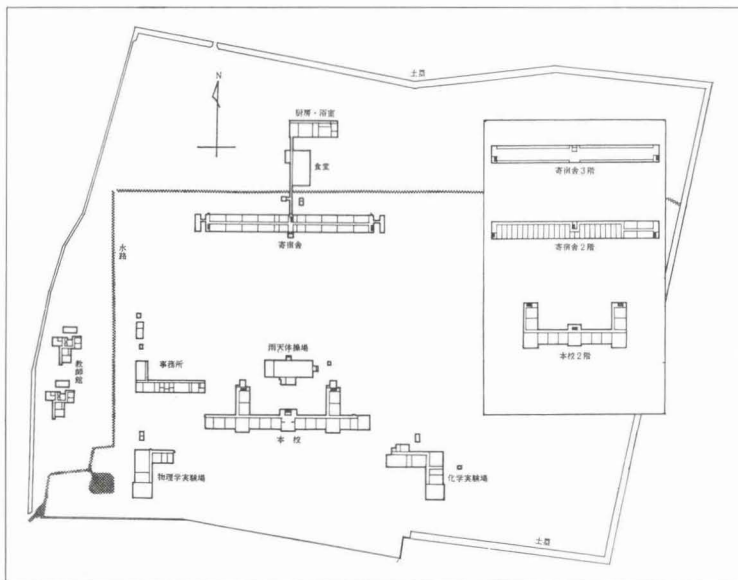 土塁
N
厨房・浴室
食堂
寄宿舎3階
寄宿舎
寄宿舎2階
水路
雨天体操場
本校2階
教師館
事務所
本校
物理学実験場
化学実験場
土塁